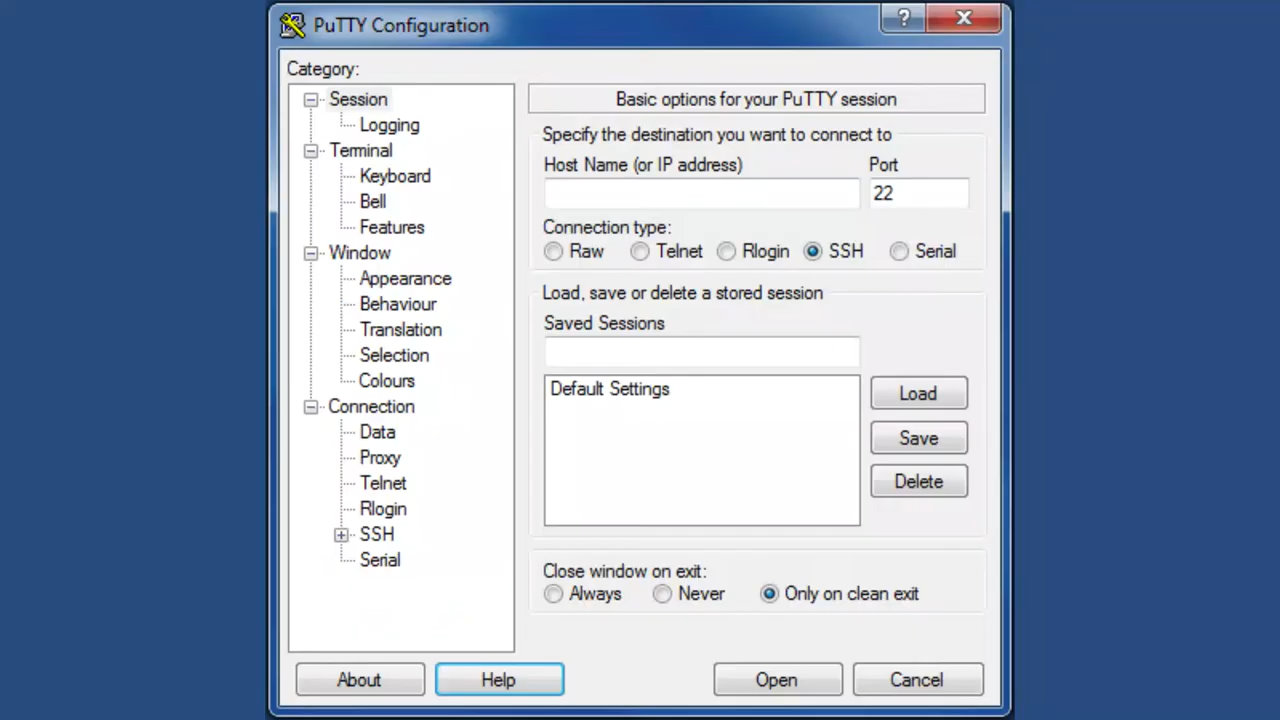 PuTTY Configuration
?
Category:
Session
Logging
Terminal
Keyboard
Bell
Features
Window
Appearance
Behaviour
Translation
Selection
Colours
Connection
Data
Proxy
Telnet
Rlogin
SSH
Serial
Basic options for your PuTTY session
Specify the destination you want to connect to
Host Name (or IP address) Port
22
Connection type:
Raw Telnet Rlogin SSH Serial
Load, save or delete a stored session
Saved Sessions
Default Settings
Load
Save
Delete
Close window on exit:
Always Never Only on clean exit
About Help Open Cancel